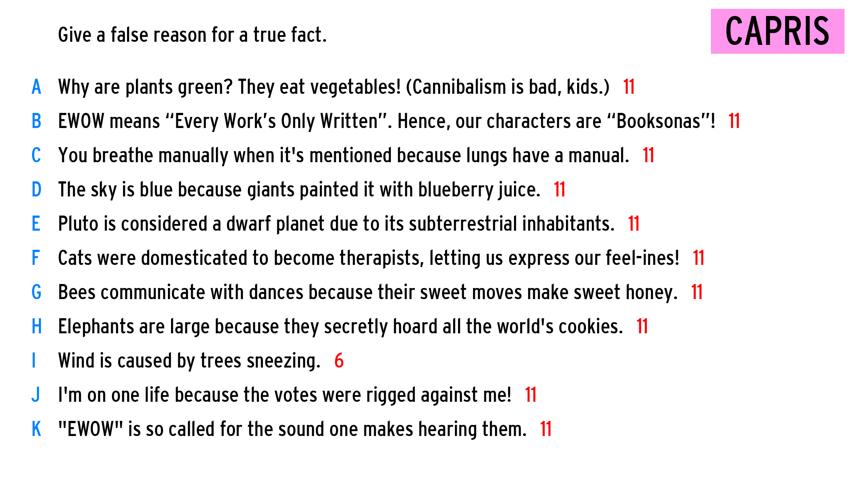 Give a false reason for a true fact.
CAPRIS
A Why are plants green? They eat vegetables! (Cannibalism is bad, kids.) 11
B EWOW means “Every Work’s Only Written”. Hence, our characters are “Booksonas”! 11
C You breathe manually when it's mentioned because lungs have a manual. 11
D The sky is blue because giants painted it with blueberry juice. 11
E Pluto is considered a dwarf planet due to its subterrestrial inhabitants. 11
F Cats were domesticated to become therapists, letting us express our feel-ines! 11
G Bees communicate with dances because their sweet moves make sweet honey. 11
H Elephants are large because they secretly hoard all the world's cookies. 11
I Wind is caused by trees sneezing. 6
J I'm on one life because the votes were rigged against me! 11
K "EWOW" is so called for the sound one makes hearing them. 11